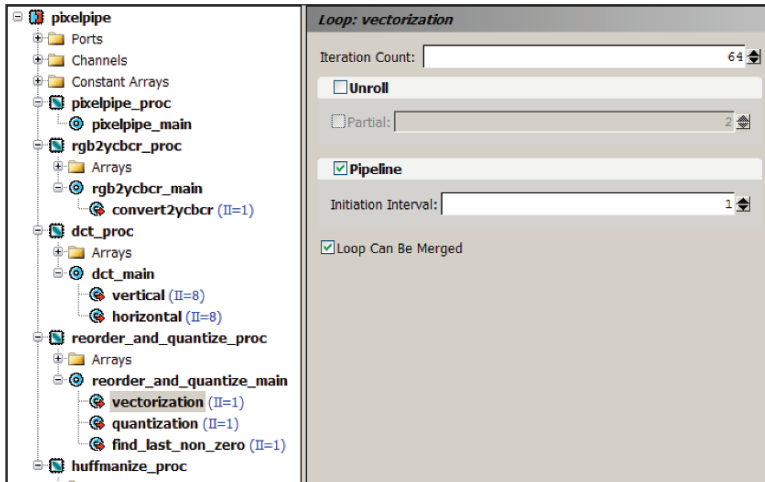 pixelpipe
Ports
Channels
Constant Arrays
pixelpipe_proc
pixelpipe_main
rgb2ycbcr_proc
Arrays
rgb2ycbcr_main
convert2ycbcr (II=1)
dct_proc
Arrays
dct_main
vertical (II=8)
horizontal (II=8)
reorder_and_quantize_proc
Arrays
reorder_and_quantize_main
vectorization (II=1)
quantization (II=1)
find_last_non_zero (II=1)
huffmanize_proc
Loop: vectorization
Iteration Count: 64
Unroll
Partial: 2
Pipeline
Initiation Interval: 1
Loop Can Be Merged